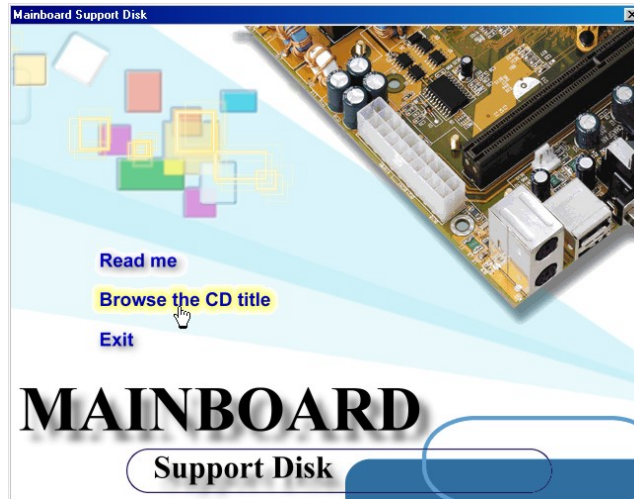 Mainboard Support Disk
Read me
Browse the CD title
Exit
MAINBOARD
Support Disk